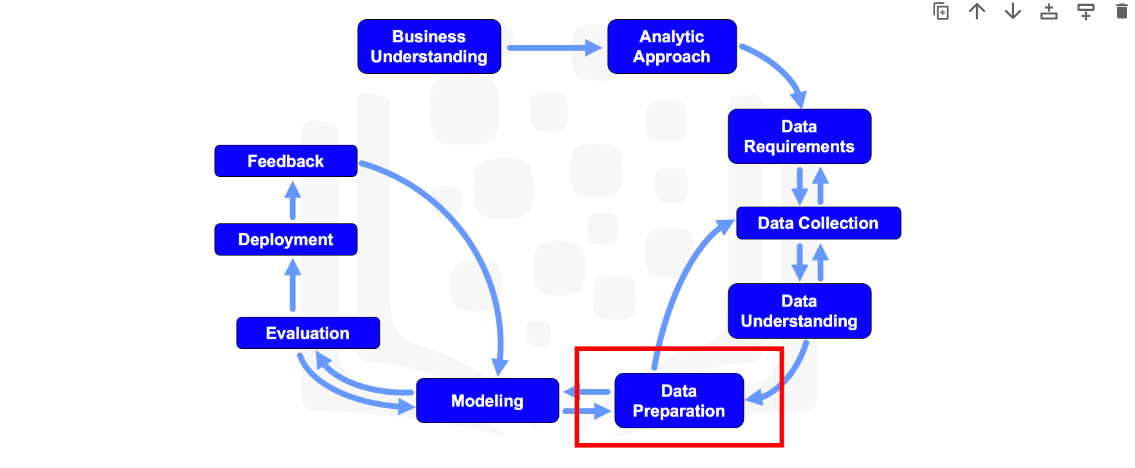 Business
Understanding
Analytic
Approach
Data
Requirements
Feedback
Data Collection
Deployment
Data
Understanding
Evaluation
Modeling
Data
Preparation